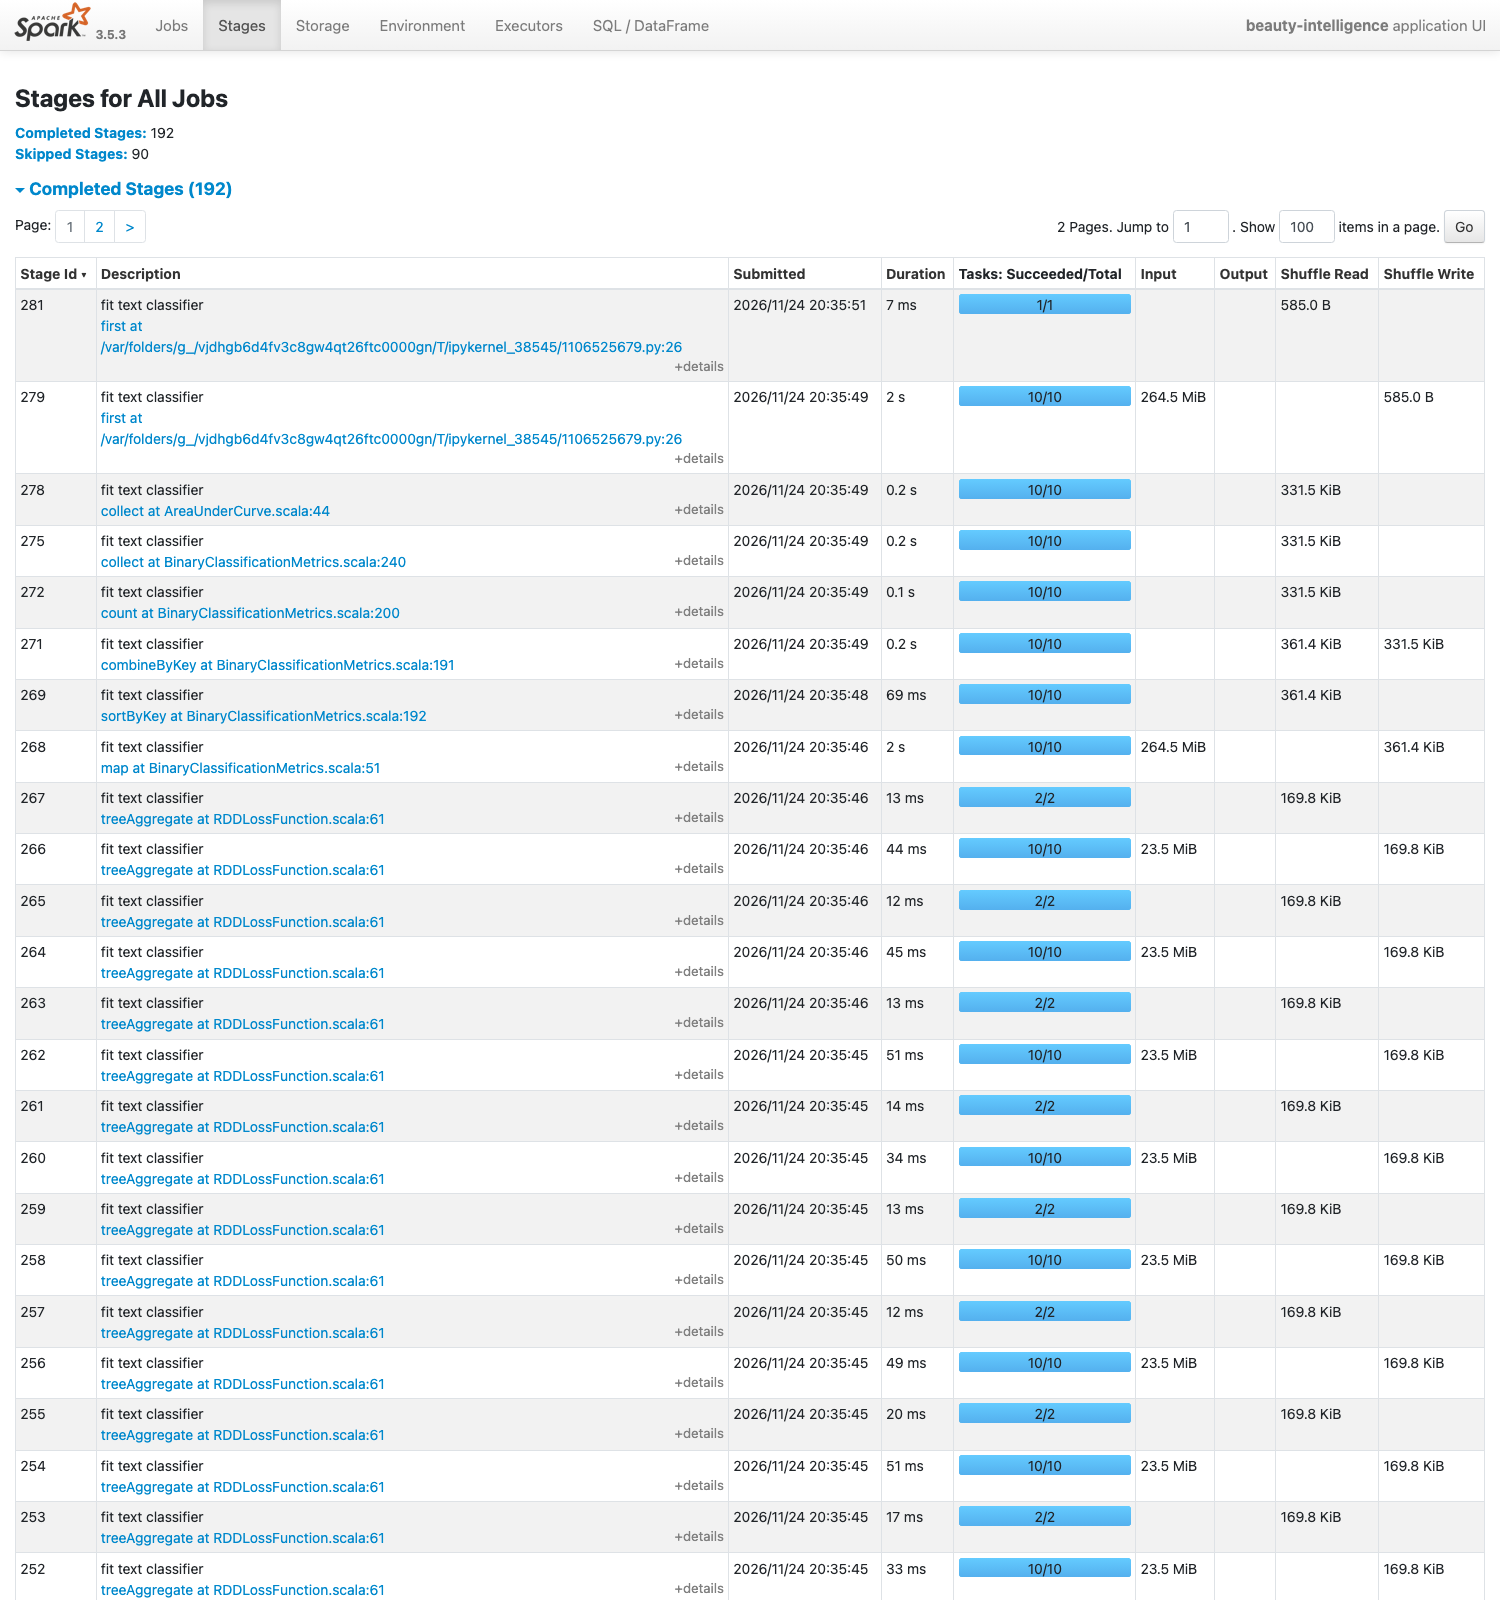 APACHE
Spark 3.5.3 Jobs Stages Storage Environment Executors SQL / DataFrame beauty-intelligence application UI
Stages for All Jobs
Completed Stages: 192
Skipped Stages: 90
Completed Stages (192)
Page: 1 2 > 2 Pages. Jump to 1 . Show 100 items in a page. Go
Stage Id ▾ Description Submitted Duration Tasks: Succeeded/Total Input Output Shuffle Read Shuffle Write
281 fit text classifier 2026/11/24 20:35:51 7 ms 1/1 585.0 B
first at
/var/folders/g_/vjdhgb6d4fv3c8gw4qt26ftc0000gn/T/ipykernel_38545/1106525679.py:26
+details
279 fit text classifier 2026/11/24 20:35:49 2 s 10/10 264.5 MiB 585.0 B
first at
/var/folders/g_/vjdhgb6d4fv3c8gw4qt26ftc0000gn/T/ipykernel_38545/1106525679.py:26
+details
278 fit text classifier 2026/11/24 20:35:49 0.2 s 10/10 331.5 KiB
collect at AreaUnderCurve.scala:44 +details
275 fit text classifier 2026/11/24 20:35:49 0.2 s 10/10 331.5 KiB
collect at BinaryClassificationMetrics.scala:240 +details
272 fit text classifier 2026/11/24 20:35:49 0.1 s 10/10 331.5 KiB
count at BinaryClassificationMetrics.scala:200 +details
271 fit text classifier 2026/11/24 20:35:49 0.2 s 10/10 361.4 KiB 331.5 KiB
combineByKey at BinaryClassificationMetrics.scala:191 +details
269 fit text classifier 2026/11/24 20:35:48 69 ms 10/10 361.4 KiB
sortByKey at BinaryClassificationMetrics.scala:192 +details
268 fit text classifier 2026/11/24 20:35:46 2 s 10/10 264.5 MiB 361.4 KiB
map at BinaryClassificationMetrics.scala:51 +details
267 fit text classifier 2026/11/24 20:35:46 13 ms 2/2 169.8 KiB
treeAggregate at RDDLossFunction.scala:61 +details
266 fit text classifier 2026/11/24 20:35:46 44 ms 10/10 23.5 MiB 169.8 KiB
treeAggregate at RDDLossFunction.scala:61 +details
265 fit text classifier 2026/11/24 20:35:46 12 ms 2/2 169.8 KiB
treeAggregate at RDDLossFunction.scala:61 +details
264 fit text classifier 2026/11/24 20:35:46 45 ms 10/10 23.5 MiB 169.8 KiB
treeAggregate at RDDLossFunction.scala:61 +details
263 fit text classifier 2026/11/24 20:35:46 13 ms 2/2 169.8 KiB
treeAggregate at RDDLossFunction.scala:61 +details
262 fit text classifier 2026/11/24 20:35:45 51 ms 10/10 23.5 MiB 169.8 KiB
treeAggregate at RDDLossFunction.scala:61 +details
261 fit text classifier 2026/11/24 20:35:45 14 ms 2/2 169.8 KiB
treeAggregate at RDDLossFunction.scala:61 +details
260 fit text classifier 2026/11/24 20:35:45 34 ms 10/10 23.5 MiB 169.8 KiB
treeAggregate at RDDLossFunction.scala:61 +details
259 fit text classifier 2026/11/24 20:35:45 13 ms 2/2 169.8 KiB
treeAggregate at RDDLossFunction.scala:61 +details
258 fit text classifier 2026/11/24 20:35:45 50 ms 10/10 23.5 MiB 169.8 KiB
treeAggregate at RDDLossFunction.scala:61 +details
257 fit text classifier 2026/11/24 20:35:45 12 ms 2/2 169.8 KiB
treeAggregate at RDDLossFunction.scala:61 +details
256 fit text classifier 2026/11/24 20:35:45 49 ms 10/10 23.5 MiB 169.8 KiB
treeAggregate at RDDLossFunction.scala:61 +details
255 fit text classifier 2026/11/24 20:35:45 20 ms 2/2 169.8 KiB
treeAggregate at RDDLossFunction.scala:61 +details
254 fit text classifier 2026/11/24 20:35:45 51 ms 10/10 23.5 MiB 169.8 KiB
treeAggregate at RDDLossFunction.scala:61 +details
253 fit text classifier 2026/11/24 20:35:45 17 ms 2/2 169.8 KiB
treeAggregate at RDDLossFunction.scala:61 +details
252 fit text classifier 2026/11/24 20:35:45 33 ms 10/10 23.5 MiB 169.8 KiB
treeAggregate at RDDLossFunction.scala:61 +details